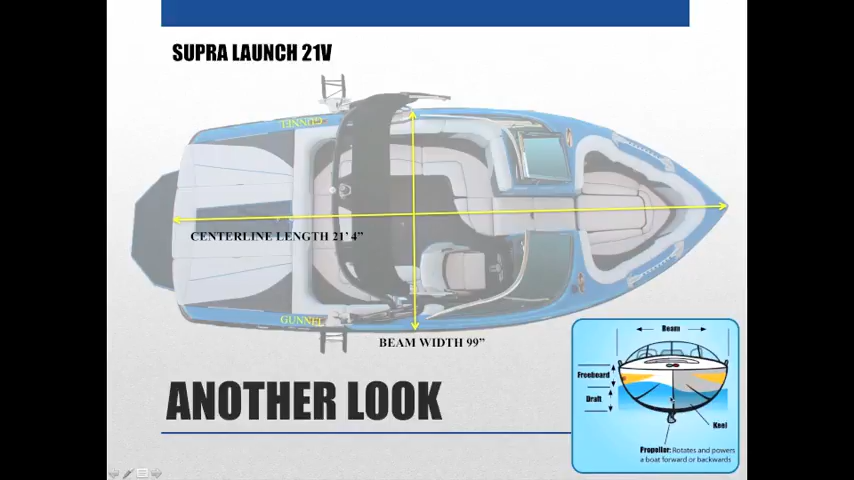 SUPRA LAUNCH 21V
GUNNEL
CENTERLINE LENGTH 21' 4"
GUNNEL
BEAM WIDTH 99"
ANOTHER LOOK
Beam
Freeboard
Draft
Keel
Propeller: Rotates and powers
a boat forward or backwards